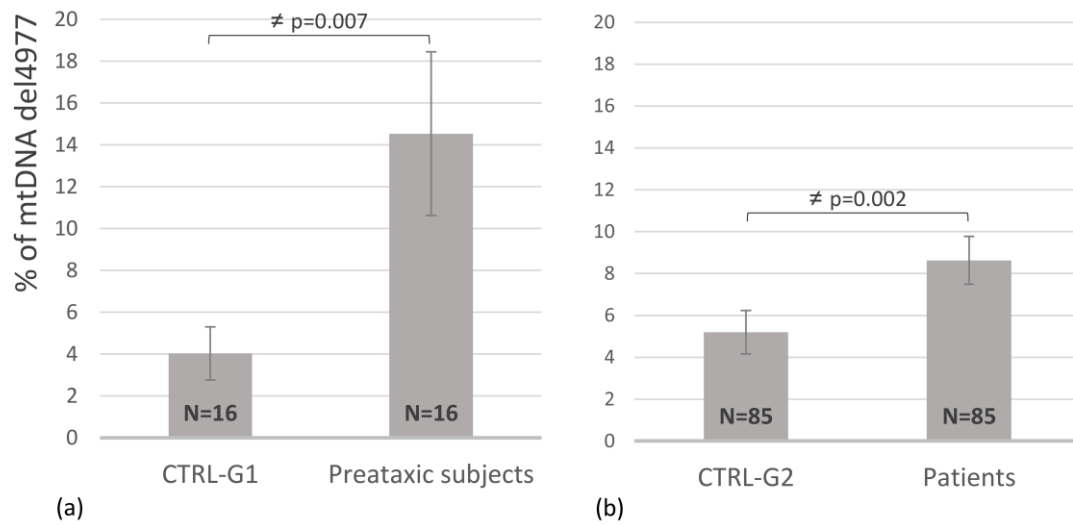 % of mtDNA del4977
20
18
16
14
12
10
8
6
4
2
0
≠ p=0.007
N=16
N=16
CTRL-G1
Preataxic subjects
(a)
20
18
16
14
12
10
8
6
4
2
0
≠ p=0.002
N=85
N=85
CTRL-G2
Patients
(b)